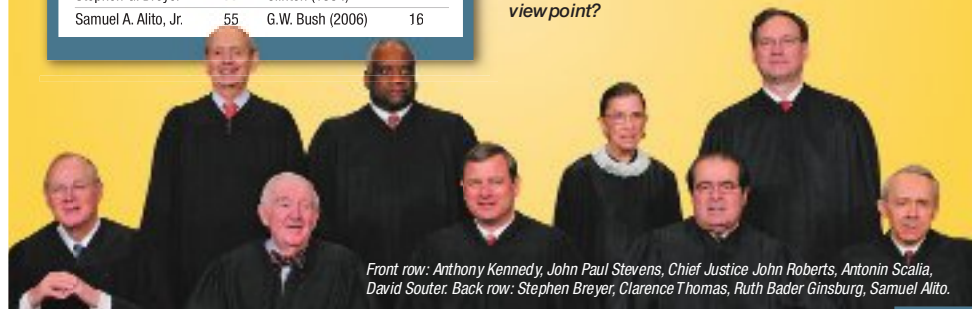 Samuel A. Alito, Jr. 55 G.W. Bush (2006) 16
viewpoint?
Front row: Anthony Kennedy, John Paul Stevens, Chief Justice John Roberts, Antonin Scalia,
David Souter. Back row: Stephen Breyer, Clarence Thomas, Ruth Bader Ginsburg, Samuel Alito.